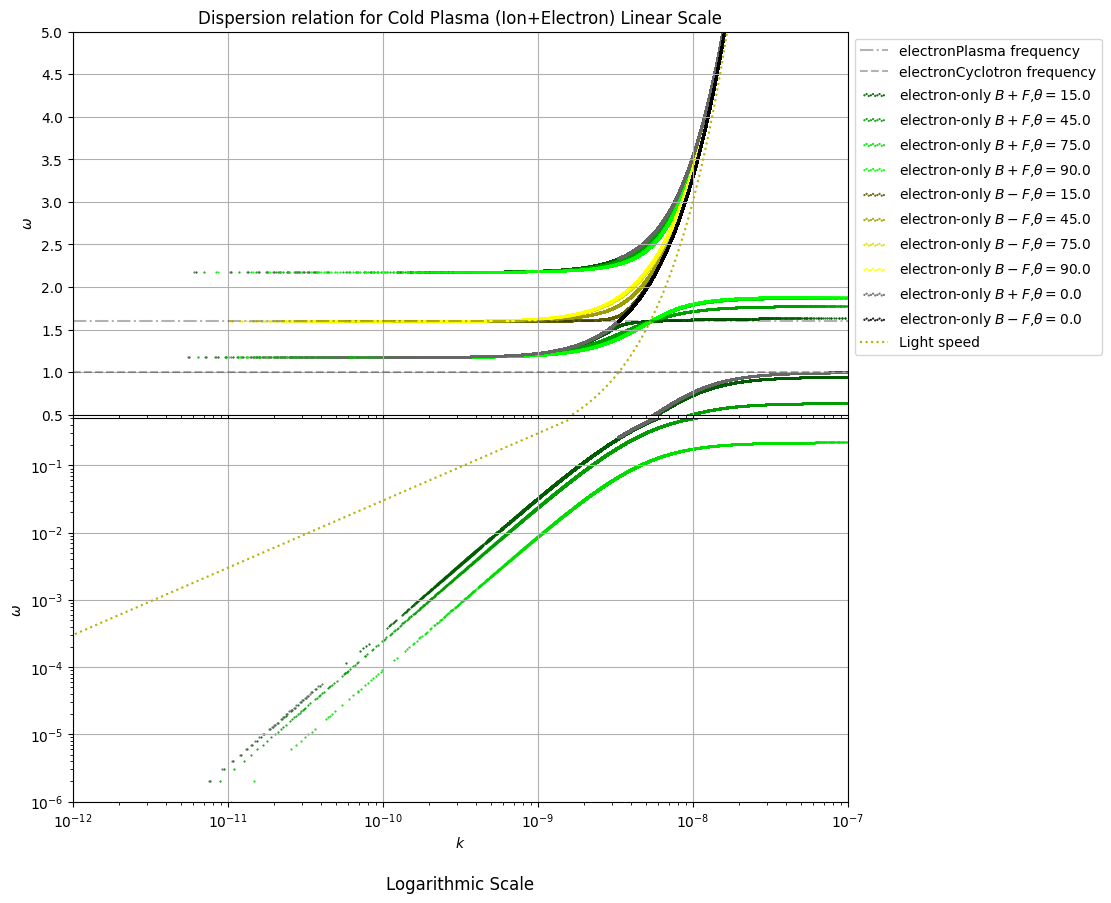 Dispersion relation for Cold Plasma (Ion+Electron) Linear Scale
5.0
4.5
4.0
3.5
3.0
2.5
2.0
1.5
1.0
0.5
ω
electronPlasma frequency
electronCyclotron frequency
electron-only B + F,θ = 15.0
electron-only B + F,θ = 45.0
electron-only B + F,θ = 75.0
electron-only B + F,θ = 90.0
electron-only B − F,θ = 15.0
electron-only B − F,θ = 45.0
electron-only B − F,θ = 75.0
electron-only B − F,θ = 90.0
electron-only B + F,θ = 0.0
electron-only B − F,θ = 0.0
Light speed
10⁻¹
10⁻²
10⁻³
10⁻⁴
10⁻⁵
10⁻⁶
ω
10⁻¹² 10⁻¹¹ 10⁻¹⁰ 10⁻⁹ 10⁻⁸ 10⁻⁷
k
Logarithmic Scale